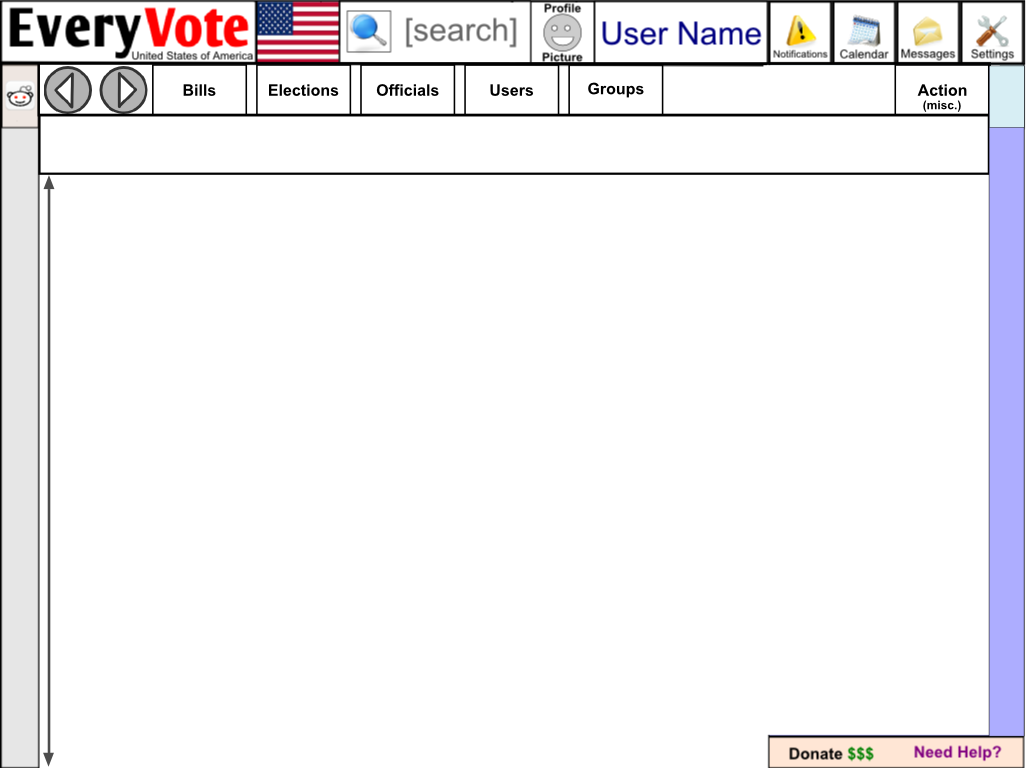 EveryVote
United States of America
[search]
Profile
Picture
User Name
Notifications
Calendar
Messages
Settings
Bills
Elections
Officials
Users
Groups
Action
(misc.)
Donate $$$
Need Help?